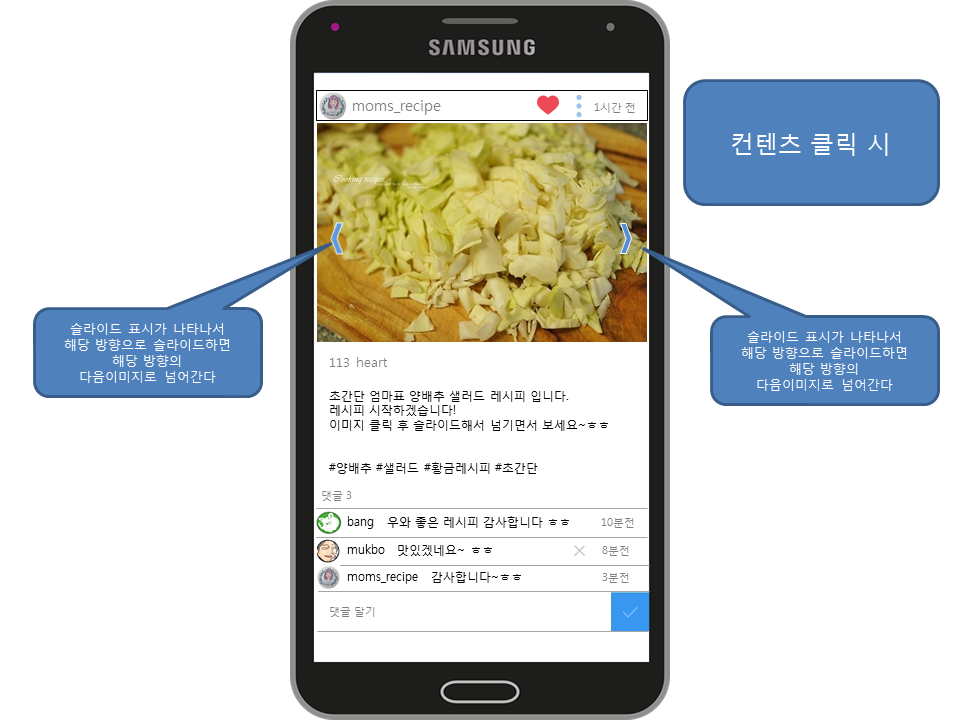 SAMSUNG
moms_recipe
1시간 전
컨텐츠 클릭 시
Cooking recipe...
슬라이드 표시가 나타나서
해당 방향으로 슬라이드하면
해당 방향의
다음이미지로 넘어간다
슬라이드 표시가 나타나서
해당 방향으로 슬라이드하면
해당 방향의
다음이미지로 넘어간다
113 heart
초간단 엄마표 양배추 샐러드 레시피 입니다.
레시피 시작하겠습니다!
이미지 클릭 후 슬라이드해서 넘기면서 보세요~ㅎㅎ
#양배추 #샐러드 #황금레시피 #초간단
댓글 3
bang 우와 좋은 레시피 감사합니다 ㅎㅎ 10분전
mukbo 맛있겠네요~ ㅎㅎ 8분전
moms_recipe 감사합니다~ㅎㅎ 3분전
댓글 달기